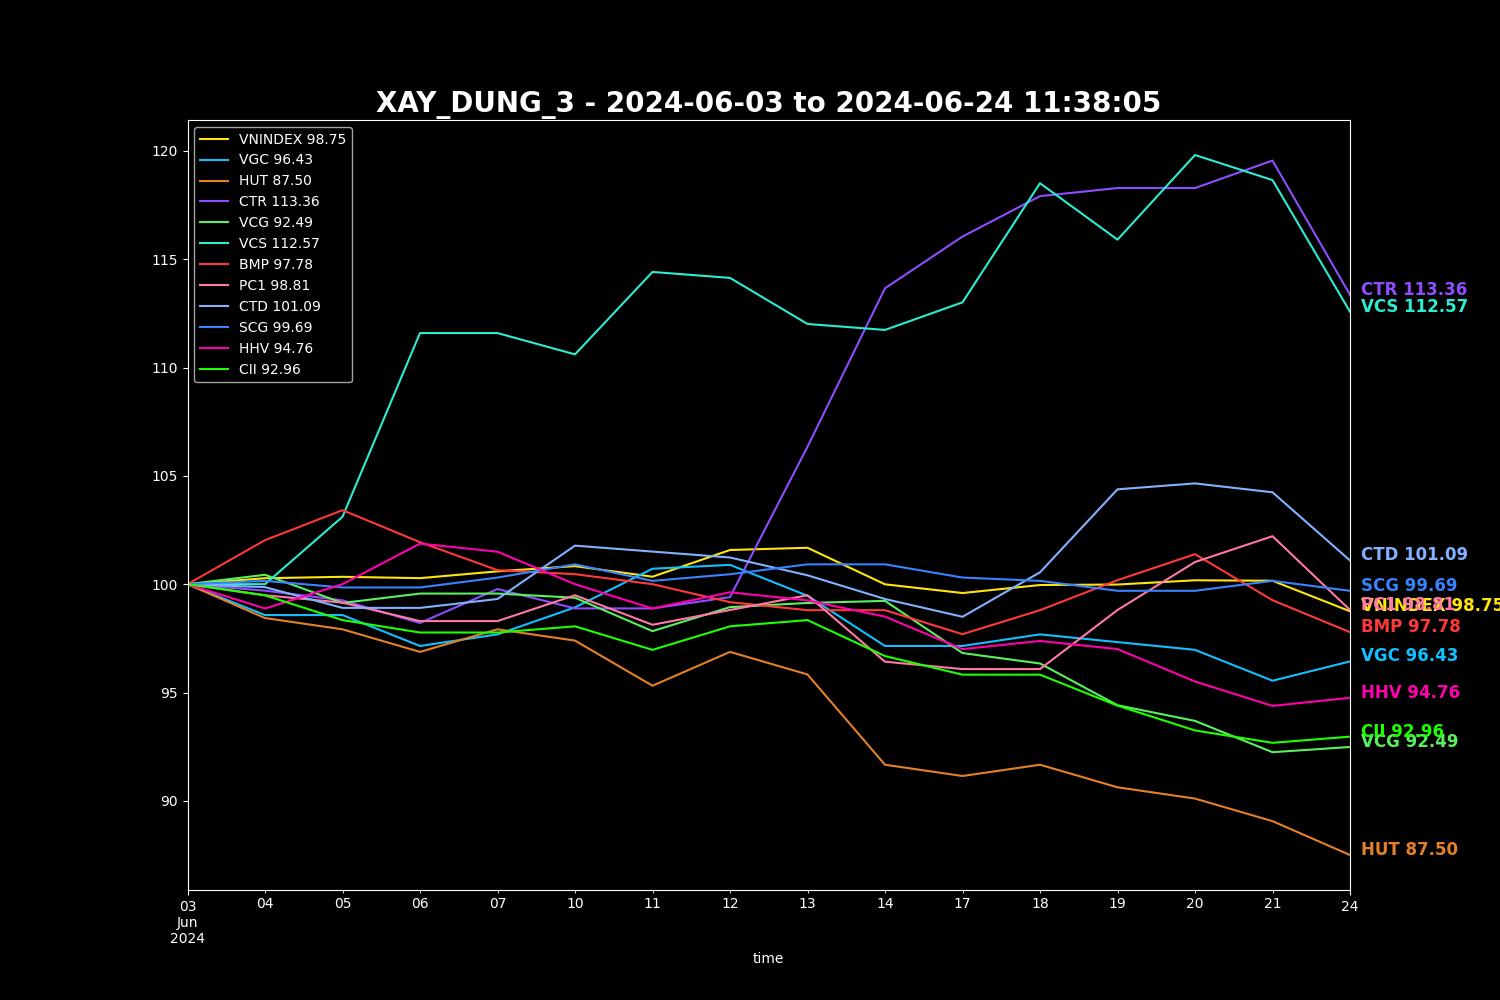 XAY_DUNG_3 - 2024-06-03 to 2024-06-24 11:38:05
VNINDEX 98.75
VGC 96.43
HUT 87.50
CTR 113.36
VCG 92.49
VCS 112.57
BMP 97.78
PC1 98.81
CTD 101.09
SCG 99.69
HHV 94.76
CII 92.96
120
115
110
105
100
95
90
CTR 113.36
VCS 112.57
CTD 101.09
SCG 99.69
PC1 98.81
VNINDEX 98.75
BMP 97.78
VGC 96.43
HHV 94.76
CII 92.96
VCG 92.49
HUT 87.50
03 04 05 06 07 10 11 12 13 14 17 18 19 20 21 24
Jun
2024
time